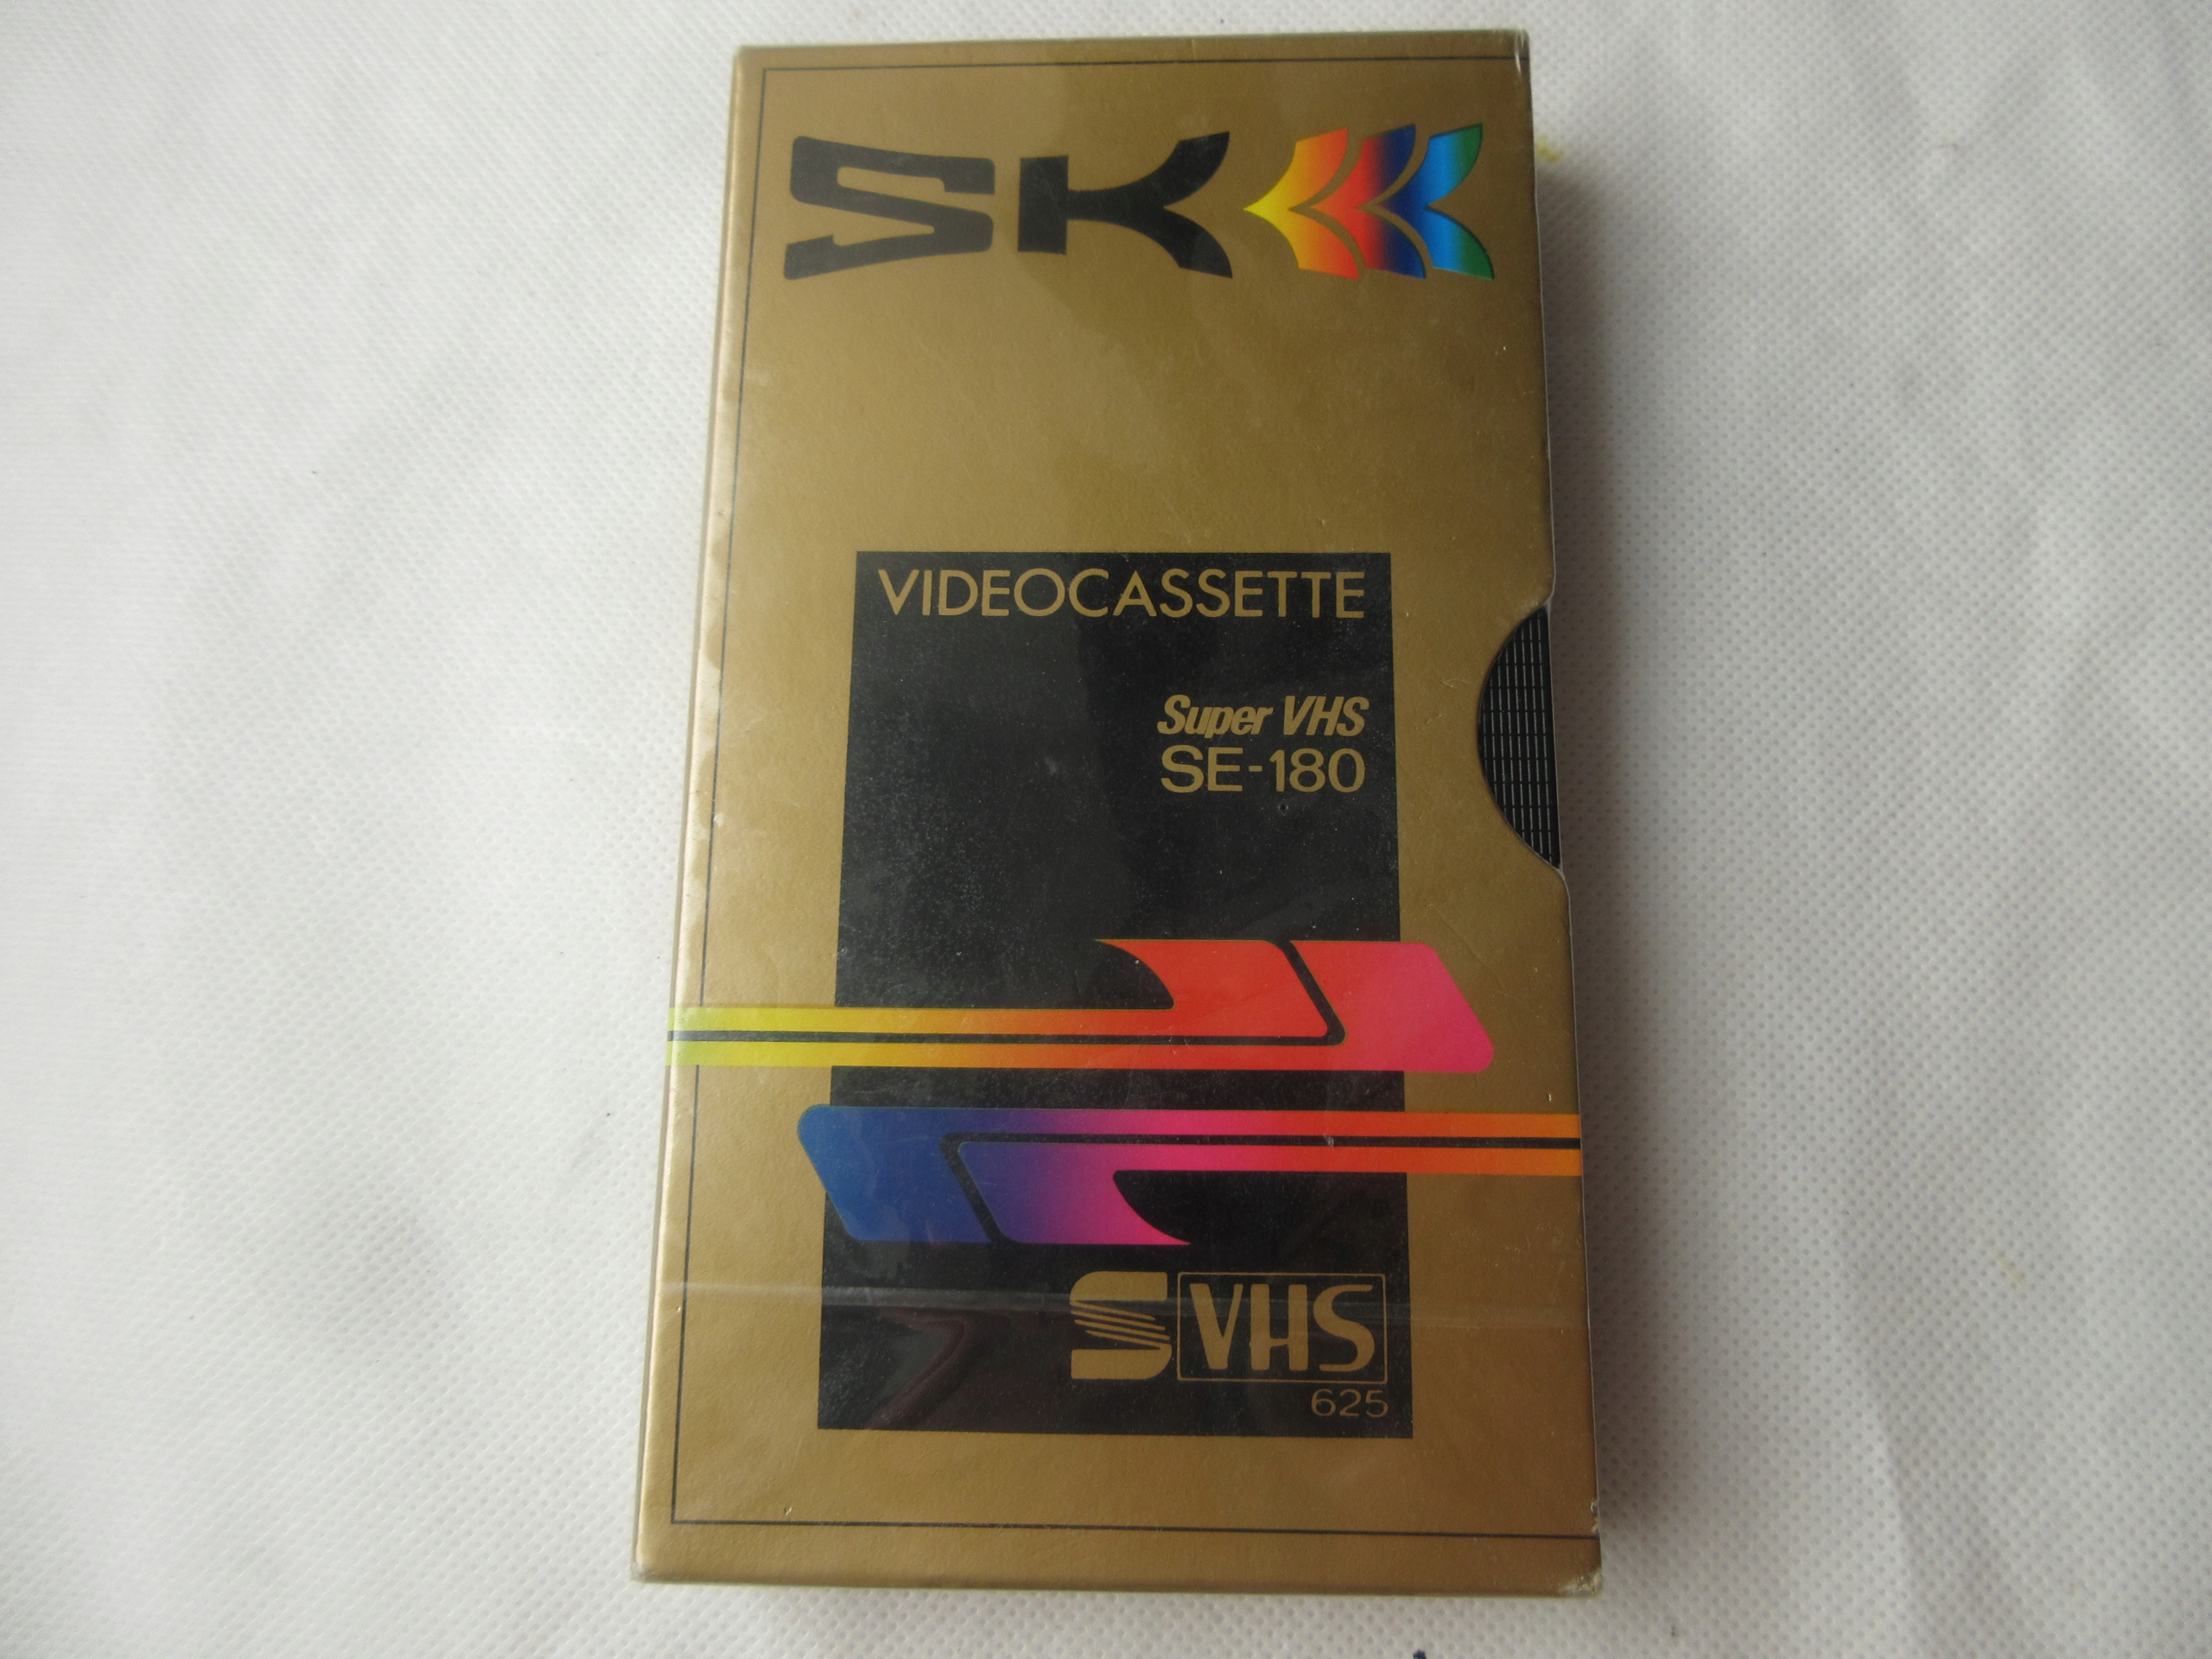 SK
VIDEOCASSETTE
Super VHS
SE-180
S VHS
625